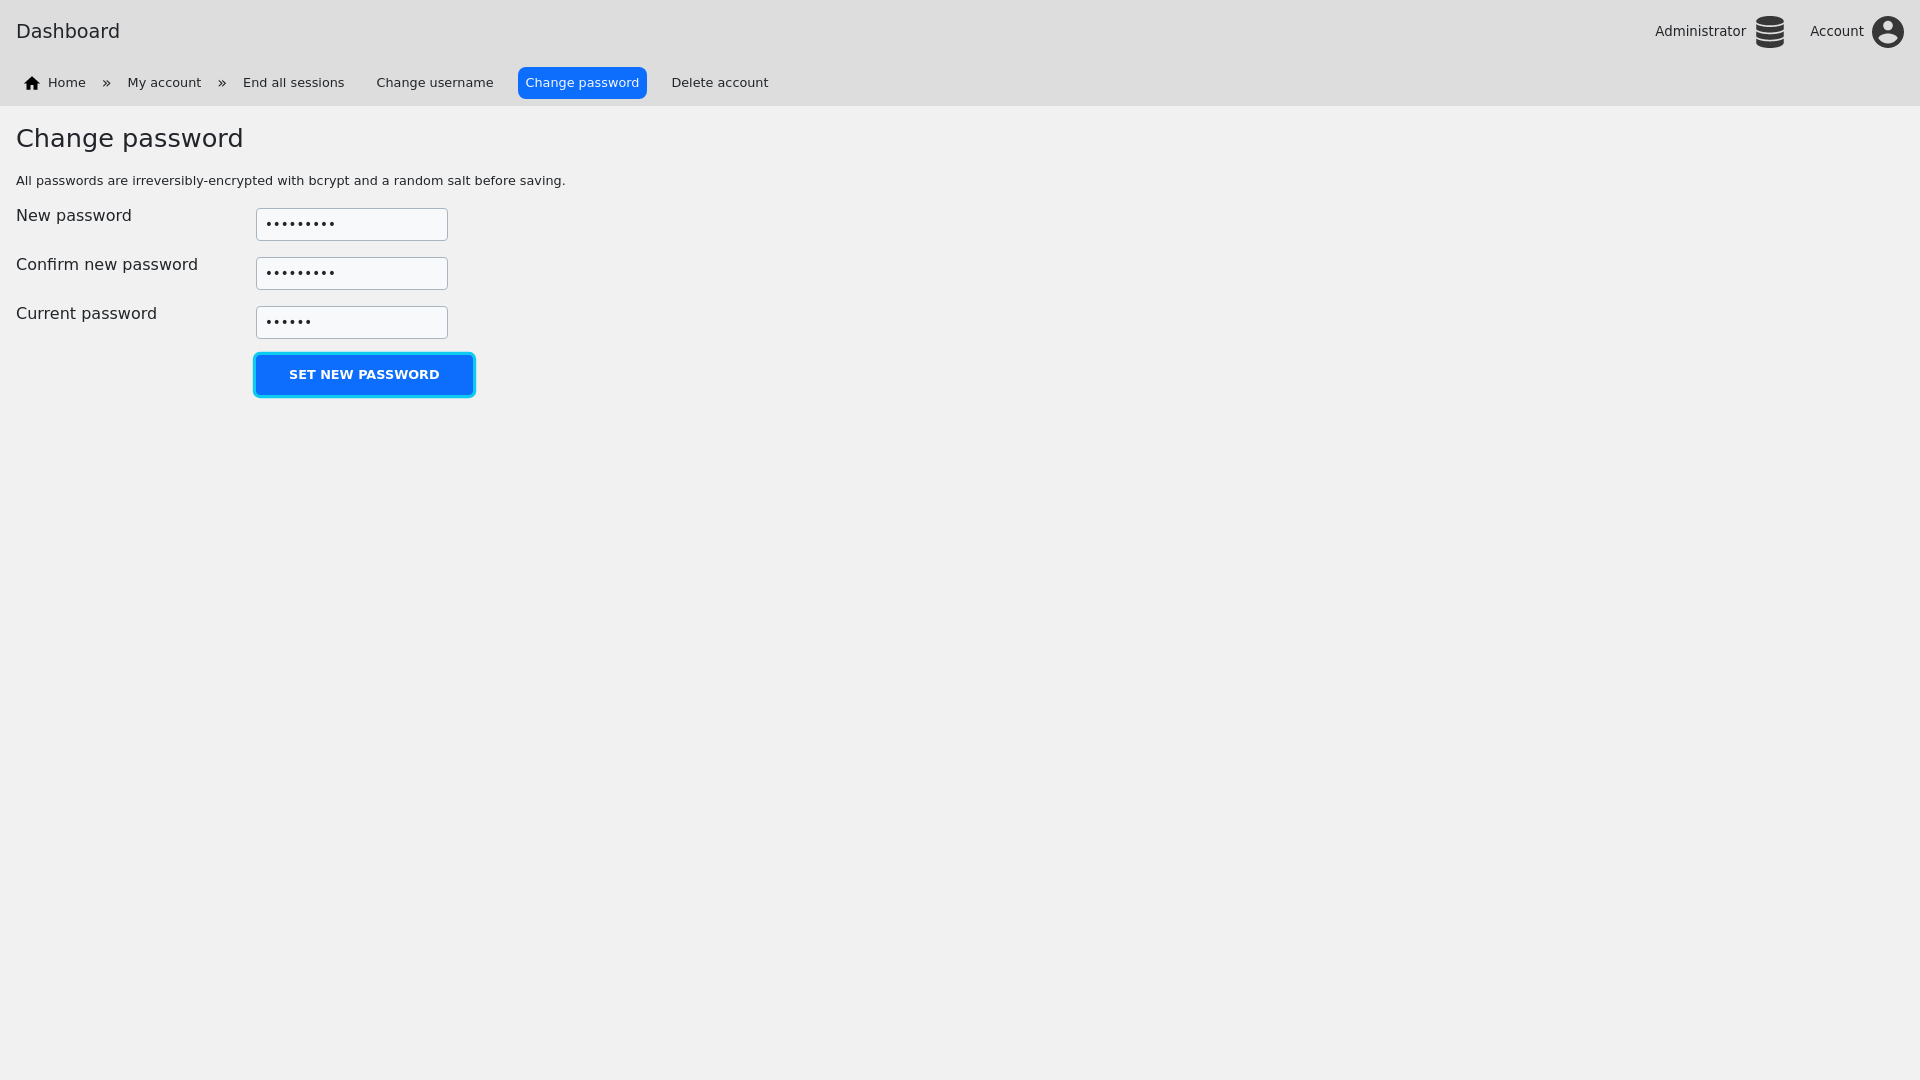 Dashboard
Administrator
Account
Home » My account » End all sessions Change username Change password Delete account
Change password
All passwords are irreversibly-encrypted with bcrypt and a random salt before saving.
New password •••••••••
Confirm new password •••••••••
Current password ••••••
SET NEW PASSWORD